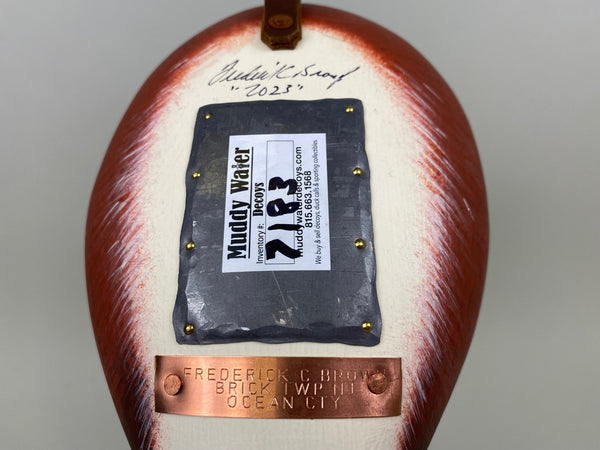 Frederick C. Brown
"2023"
Muddy Water
Decoys
Inventory #:
7183
muddywaterdecoys.com
815.663.1568
We buy & sell decoys, duck calls & sporting collectibles
FREDERICK C BROWN
BRICK TWP NJ
OCEAN CTY